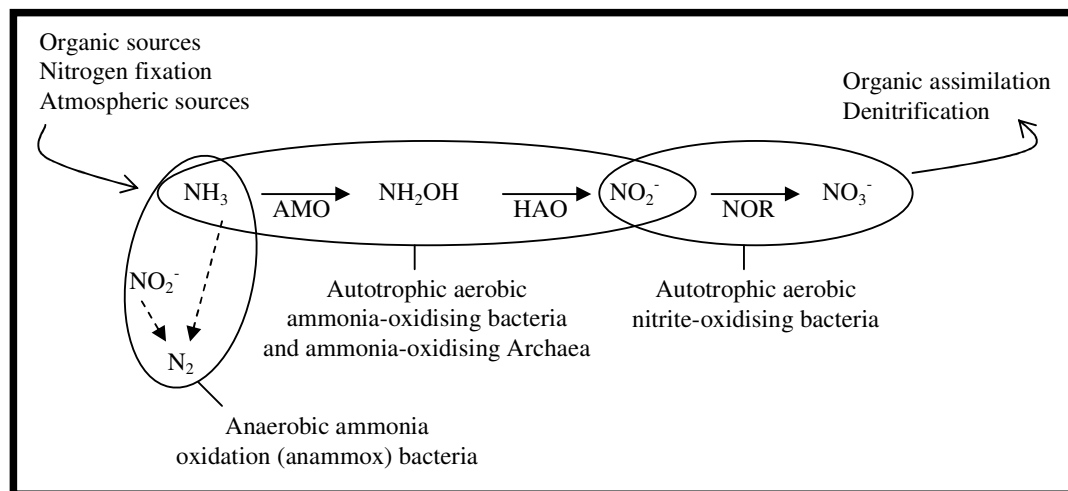 Organic sources
Nitrogen fixation
Atmospheric sources
Organic assimilation
Denitrification
NH₃
AMO
NH₂OH
HAO
NO₂⁻
NOR
NO₃⁻
NO₂⁻
N₂
Autotrophic aerobic
ammonia-oxidising bacteria
and ammonia-oxidising Archaea
Autotrophic aerobic
nitrite-oxidising bacteria
Anaerobic ammonia
oxidation (anammox) bacteria